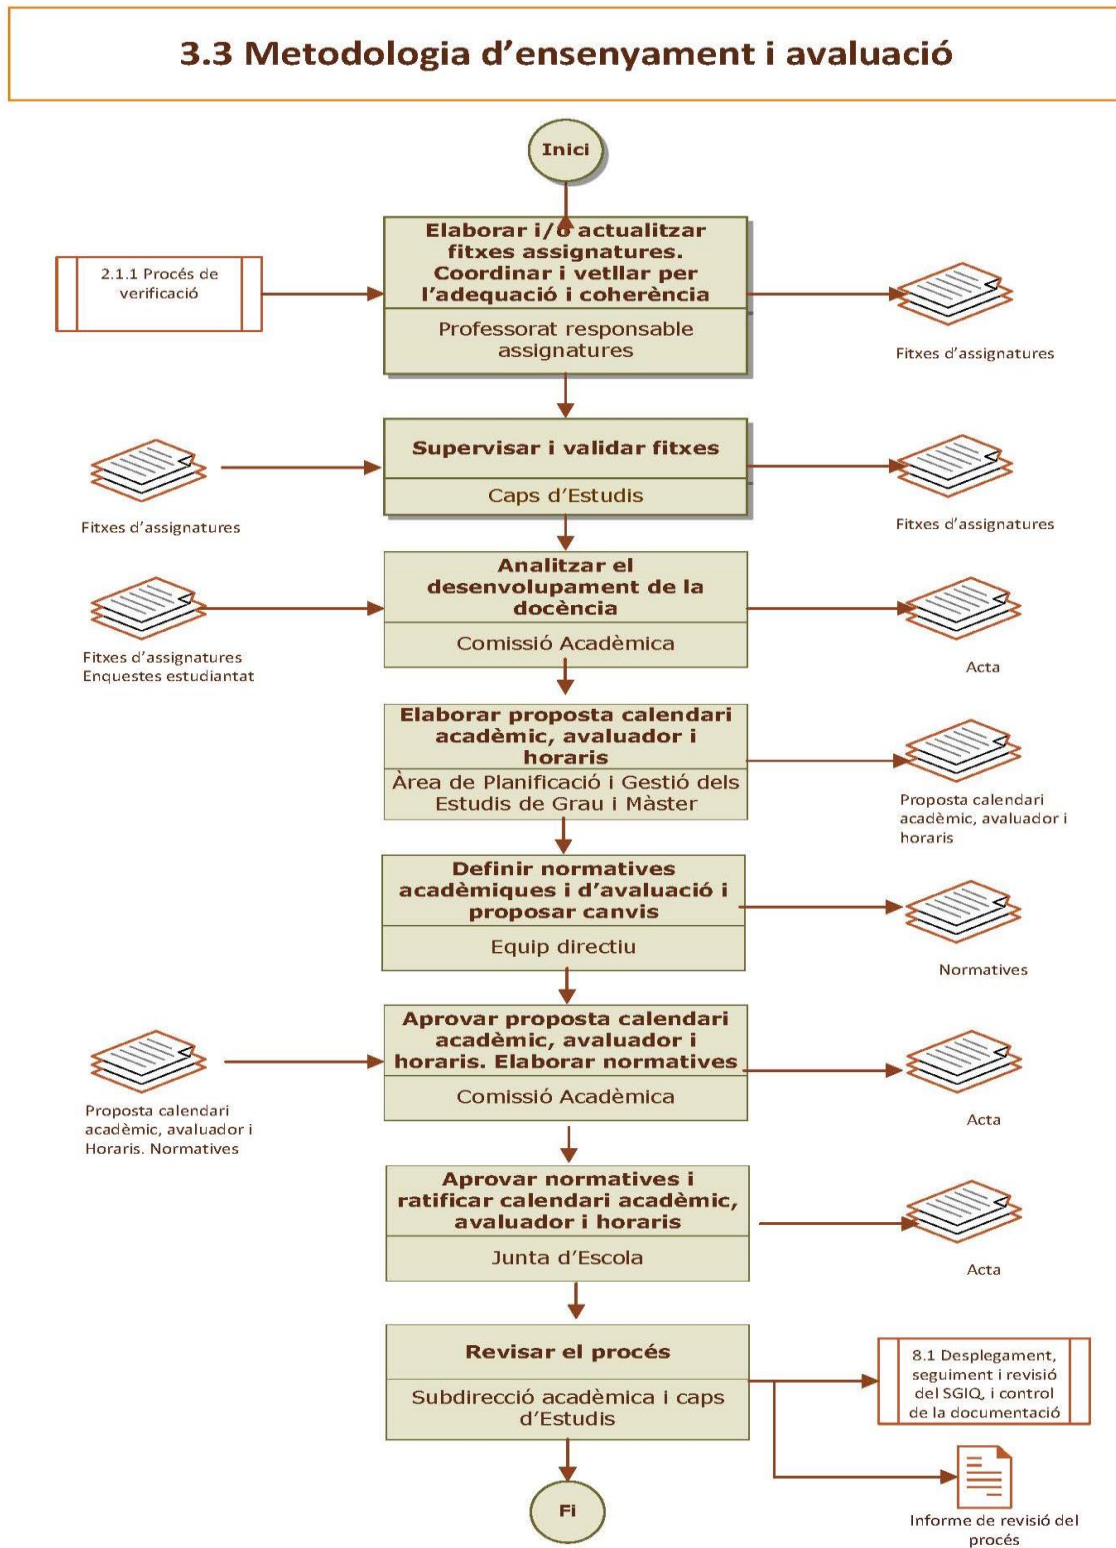 3.3 Metodologia d'ensenyament i avaluació
Inici
Elaborar i/o actualitzar
fitxes assignatures.
Coordinar i vetllar per
l'adequació i coherència
Professorat responsable
assignatures
2.1.1 Procés de
verificació
Fitxes d'assignatures
Supervisar i validar fitxes
Caps d'Estudis
Fitxes d'assignatures
Fitxes d'assignatures
Analitzar el
desenvolupament de la
docència
Comissió Acadèmica
Fitxes d'assignatures
Enquestes estudiantat
Acta
Elaborar proposta calendari
acadèmic, avaluador i
horaris
Àrea de Planificació i Gestió dels
Estudis de Grau i Màster
Proposta calendari
acadèmic, avaluador i
horaris
Definir normatives
acadèmiques i d'avaluació i
proposar canvis
Equip directiu
Normatives
Aprovar proposta calendari
acadèmic, avaluador i
horaris. Elaborar normatives
Comissió Acadèmica
Proposta calendari
acadèmic, avaluador i
Horaris. Normatives
Acta
Aprovar normatives i
ratificar calendari acadèmic,
avaluador i horaris
Junta d'Escola
Acta
Revisar el procés
Subdirecció acadèmica i caps
d'Estudis
8.1 Desplegament,
seguiment i revisió
del SGIQ, i control
de la documentació
Informe de revisió del
procés
Fi